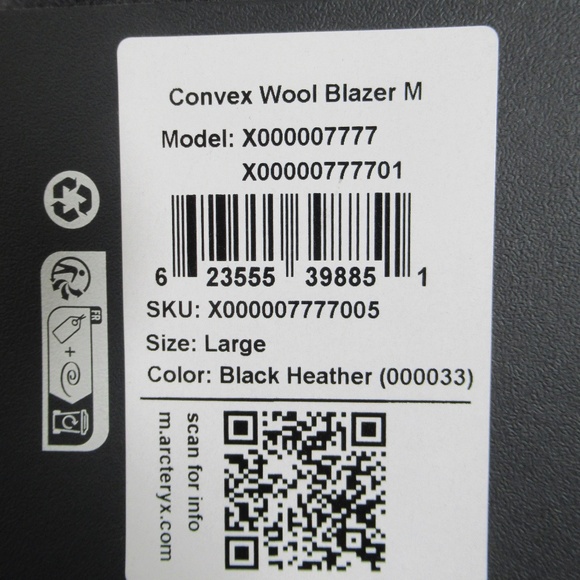 Convex Wool Blazer M
Model: X000007777
X00000777701
6 23555 39885 1
SKU: X000007777005
Size: Large
Color: Black Heather (000033)
scan for info
m.arcteryx.com
FR
+